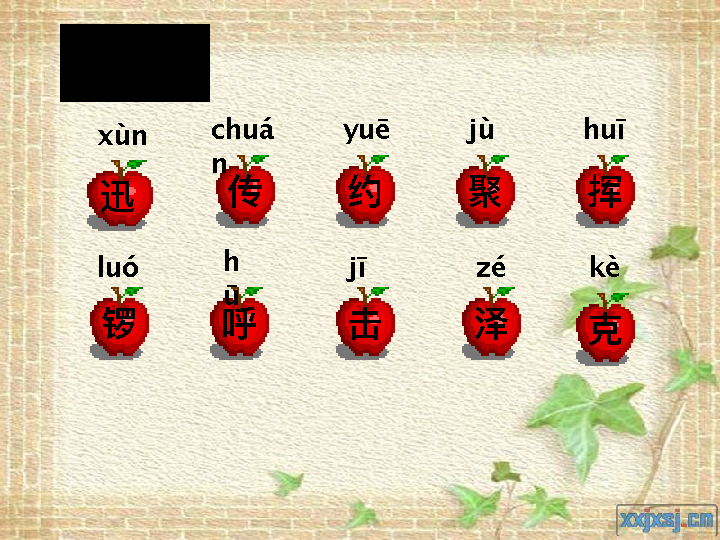 xùn chuán yuē jù huī
迅 传 约 聚 挥
luó hū jī zé kè
锣 呼 击 泽 克
xxjxsj.cn